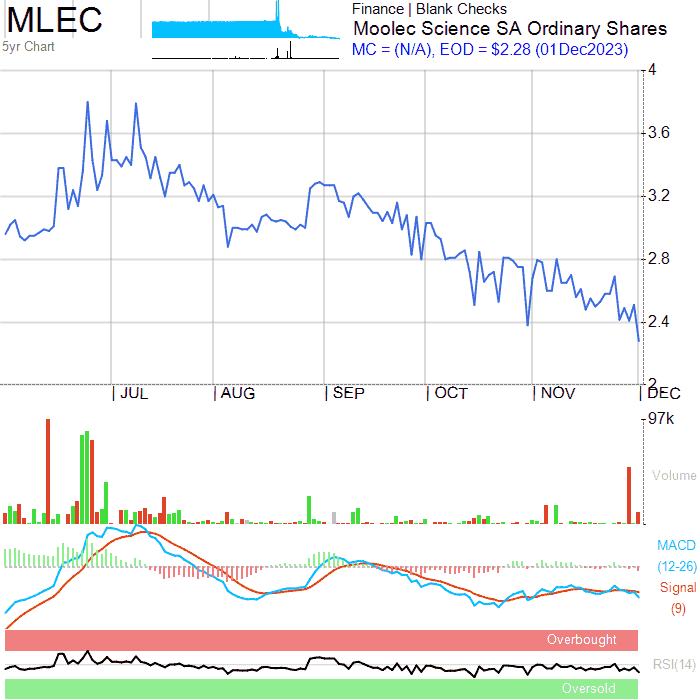 MLEC
5yr Chart
Finance | Blank Checks
Moolec Science SA Ordinary Shares
MC = (N/A), EOD = $2.28 (01Dec2023)
4
3.6
3.2
2.8
2.4
2
JUL AUG SEP OCT NOV DEC
97k
Volume
MACD
(12-26)
Signal
(9)
Overbought
RSI(14)
Oversold